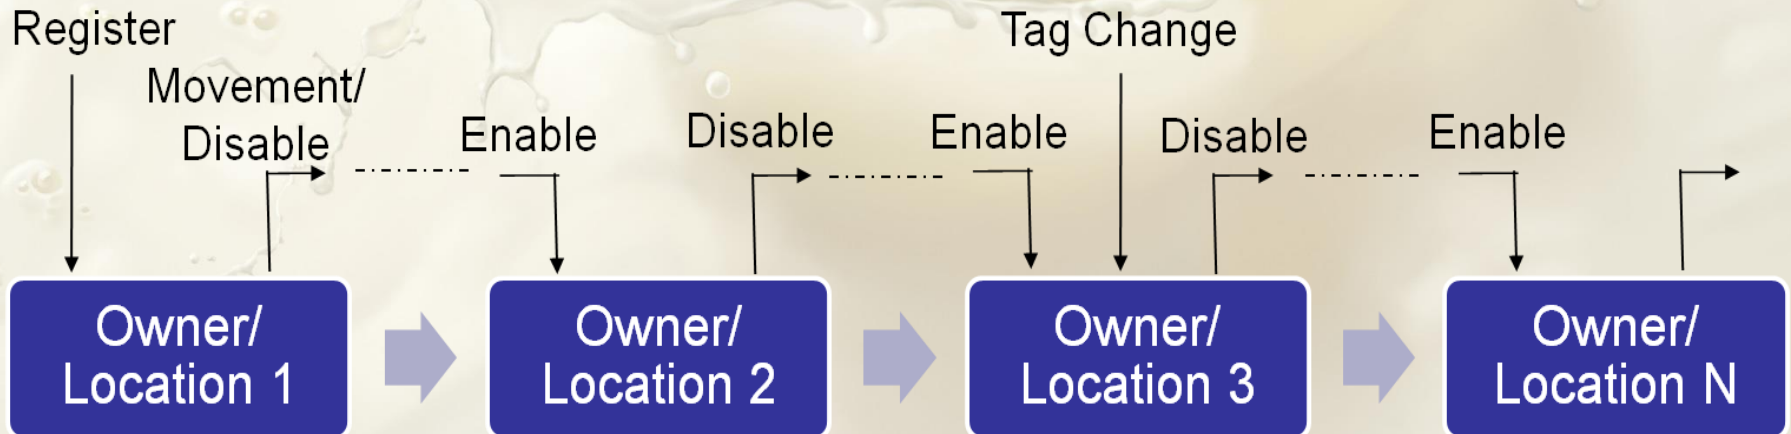 Register
Tag Change
Movement/
Disable
Enable
Disable
Enable
Disable
Enable
Owner/
Location 1
Owner/
Location 2
Owner/
Location 3
Owner/
Location N